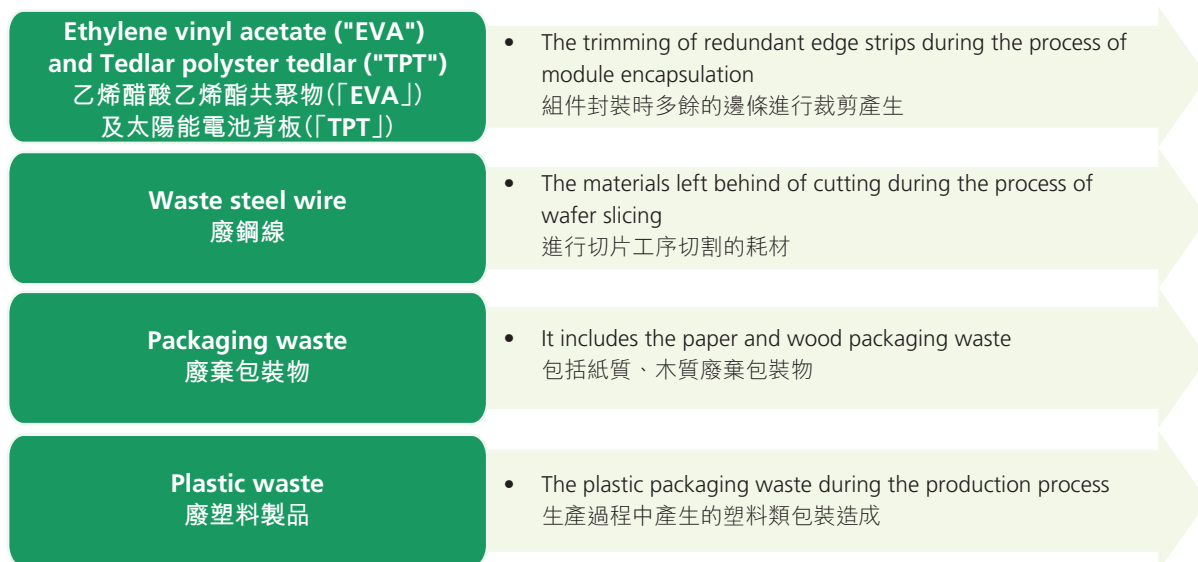 Ethylene vinyl acetate ("EVA")
and Tedlar polyster tedlar ("TPT")
乙烯醋酸乙烯酯共聚物(「EVA」)
及太陽能電池背板(「TPT」)
• The trimming of redundant edge strips during the process of
module encapsulation
組件封裝時多餘的邊條進行裁剪產生
Waste steel wire
廢鋼線
• The materials left behind of cutting during the process of
wafer slicing
進行切片工序切割的耗材
Packaging waste
廢棄包裝物
• It includes the paper and wood packaging waste
包括紙質、木質廢棄包裝物
Plastic waste
廢塑料製品
• The plastic packaging waste during the production process
生產過程中產生的塑料類包裝造成